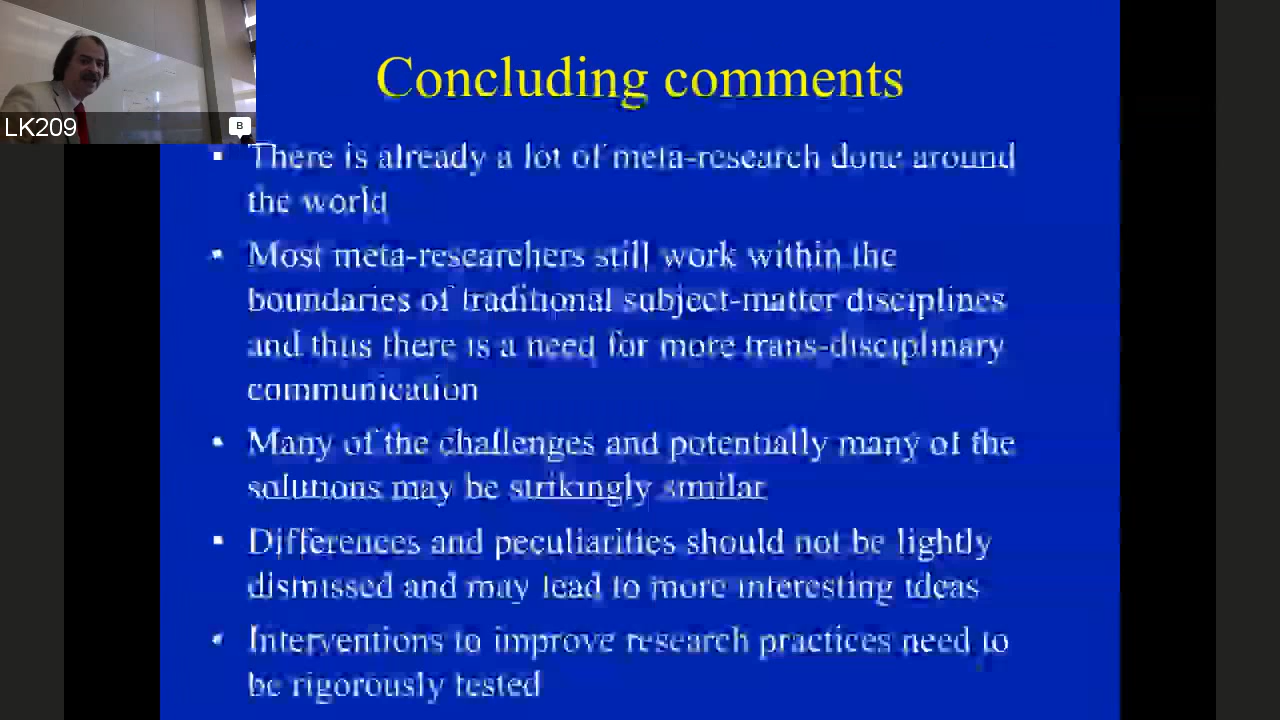 Concluding comments
LK209
B
• There is already a lot of meta-research done around
the world
• Most meta-researchers still work within the
boundaries of traditional subject-matter disciplines
and thus there is a need for more trans-disciplinary
communication
• Many of the challenges and potentially many of the
solutions may be strikingly similar
• Differences and peculiarities should not be lightly
dismissed and may lead to more interesting ideas
• Interventions to improve research practices need to
be rigorously tested